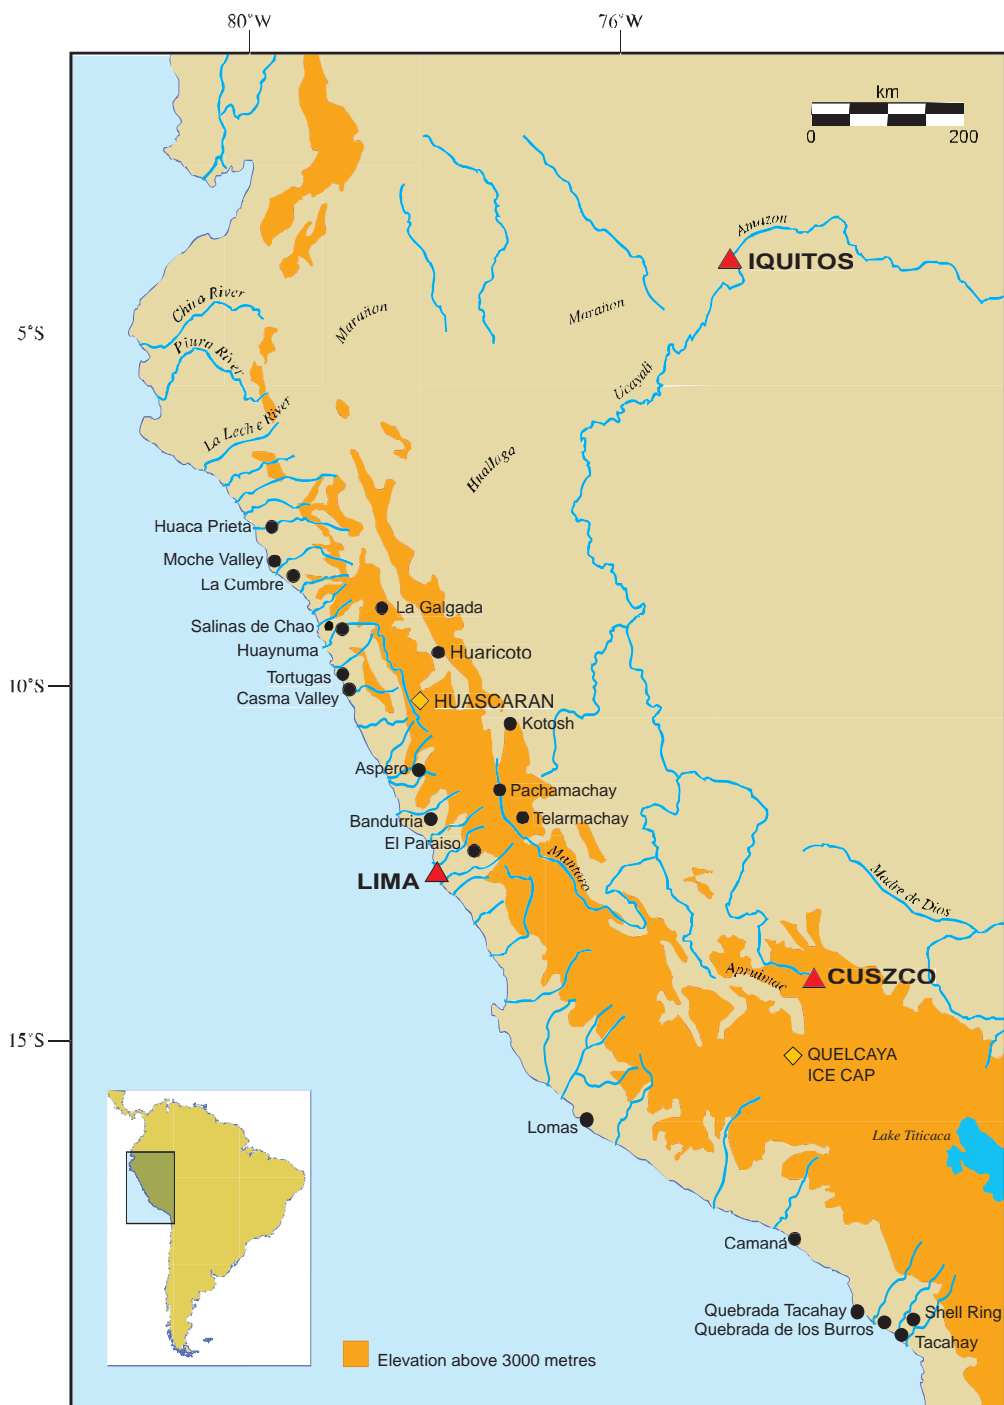 80°W
76°W
km
0
200
Amazon
IQUITOS
Chira River
Marañon
Marañon
5°S
Piura River
Ucayali
La Leche River
Huallaga
Huaca Prieta
Moche Valley
La Cumbre
La Galgada
Salinas de Chao
Huaynuma
Huaricoto
Tortugas
10°S
Casma Valley
HUASCARAN
Kotosh
Aspero
Pachamachay
Bandurria
Telarmachay
El Paraiso
LIMA
Mantaro
Madre de Dios
Apruimac
CUSZCO
15°S
QUELCAYA
ICE CAP
Lomas
Lake Titicaca
Camaná
Quebrada Tacahay
Shell Ring
Quebrada de los Burros
Tacahay
Elevation above 3000 metres